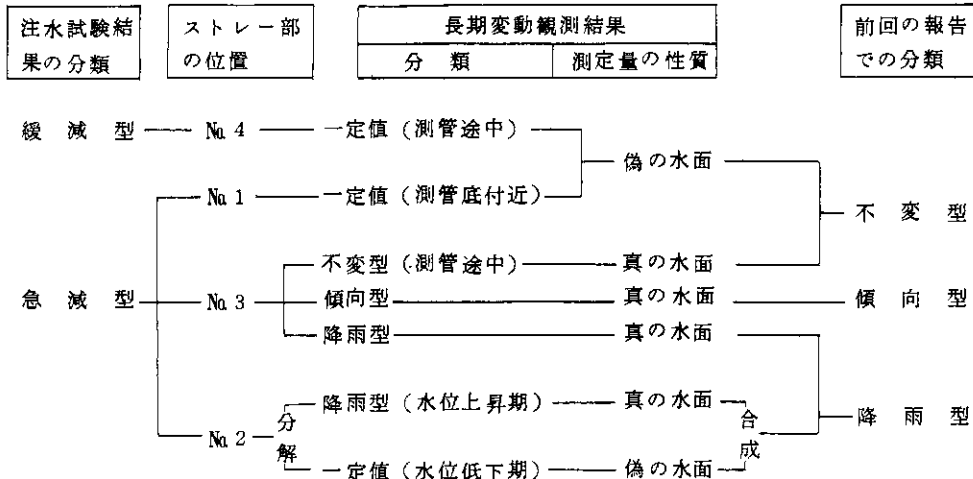 注水試験結果の分類
ストレー部の位置
長期変動観測結果
分類 測定量の性質
前回の報告での分類
緩減型 № 4 一定値（測管途中）
偽の水面
№ 1 一定値（測管底付近）
不変型
不変型（測管途中） 真の水面
急減型 № 3 傾向型 真の水面 傾向型
降雨型 真の水面
降雨型（水位上昇期） 真の水面
№ 2 分解 合成 降雨型
一定値（水位低下期） 偽の水面